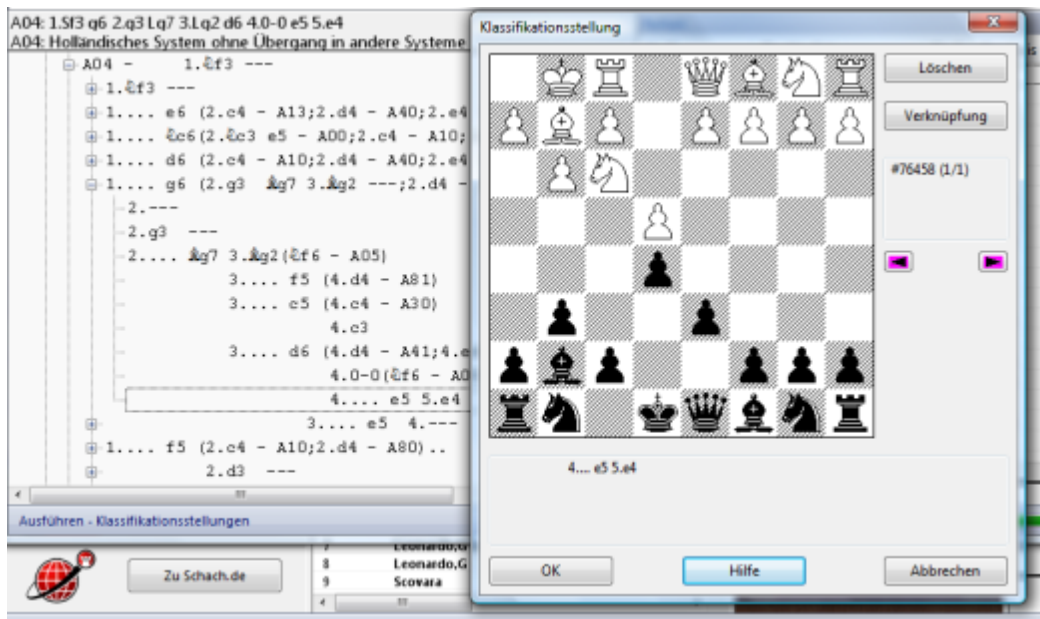 A04: 1.Sf3 g6 2.g3 Lg7 3.Lg2 d6 4.0-0 e5 5.e4
A04: Holländisches System ohne Übergang in andere Systeme
A04 - 1.♘f3 ---
1.♘f3 ---
1.... e6 (2.c4 - A13;2.d4 - A40;2.e4
1.... ♘c6(2.♘c3 e5 - A00;2.c4 - A10;
1.... d6 (2.c4 - A10;2.d4 - A40;2.e4
1.... g6 (2.g3 ♗g7 3.♗g2 ---;2.d4 -
2.---
2.g3 ---
2.... ♗g7 3.♗g2(♘f6 - A05)
3.... f5 (4.d4 - A81)
3.... c5 (4.c4 - A30)
4.c3
3.... d6 (4.d4 - A41;4.e
4.0-0(♘f6 - A0
4.... e5 5.e4
3.... e5 4.---
1.... f5 (2.c4 - A10;2.d4 - A80)..
2.d3 ---
Ausführen - Klassifikationsstellungen
Zu Schach.de
7 Leonardo,G
8 Leonardo,G
9 Scovara
Klassifikationsstellung
Löschen
Verknüpfung
#76458 (1/1)
4.... e5 5.e4
OK
Hilfe
Abbrechen